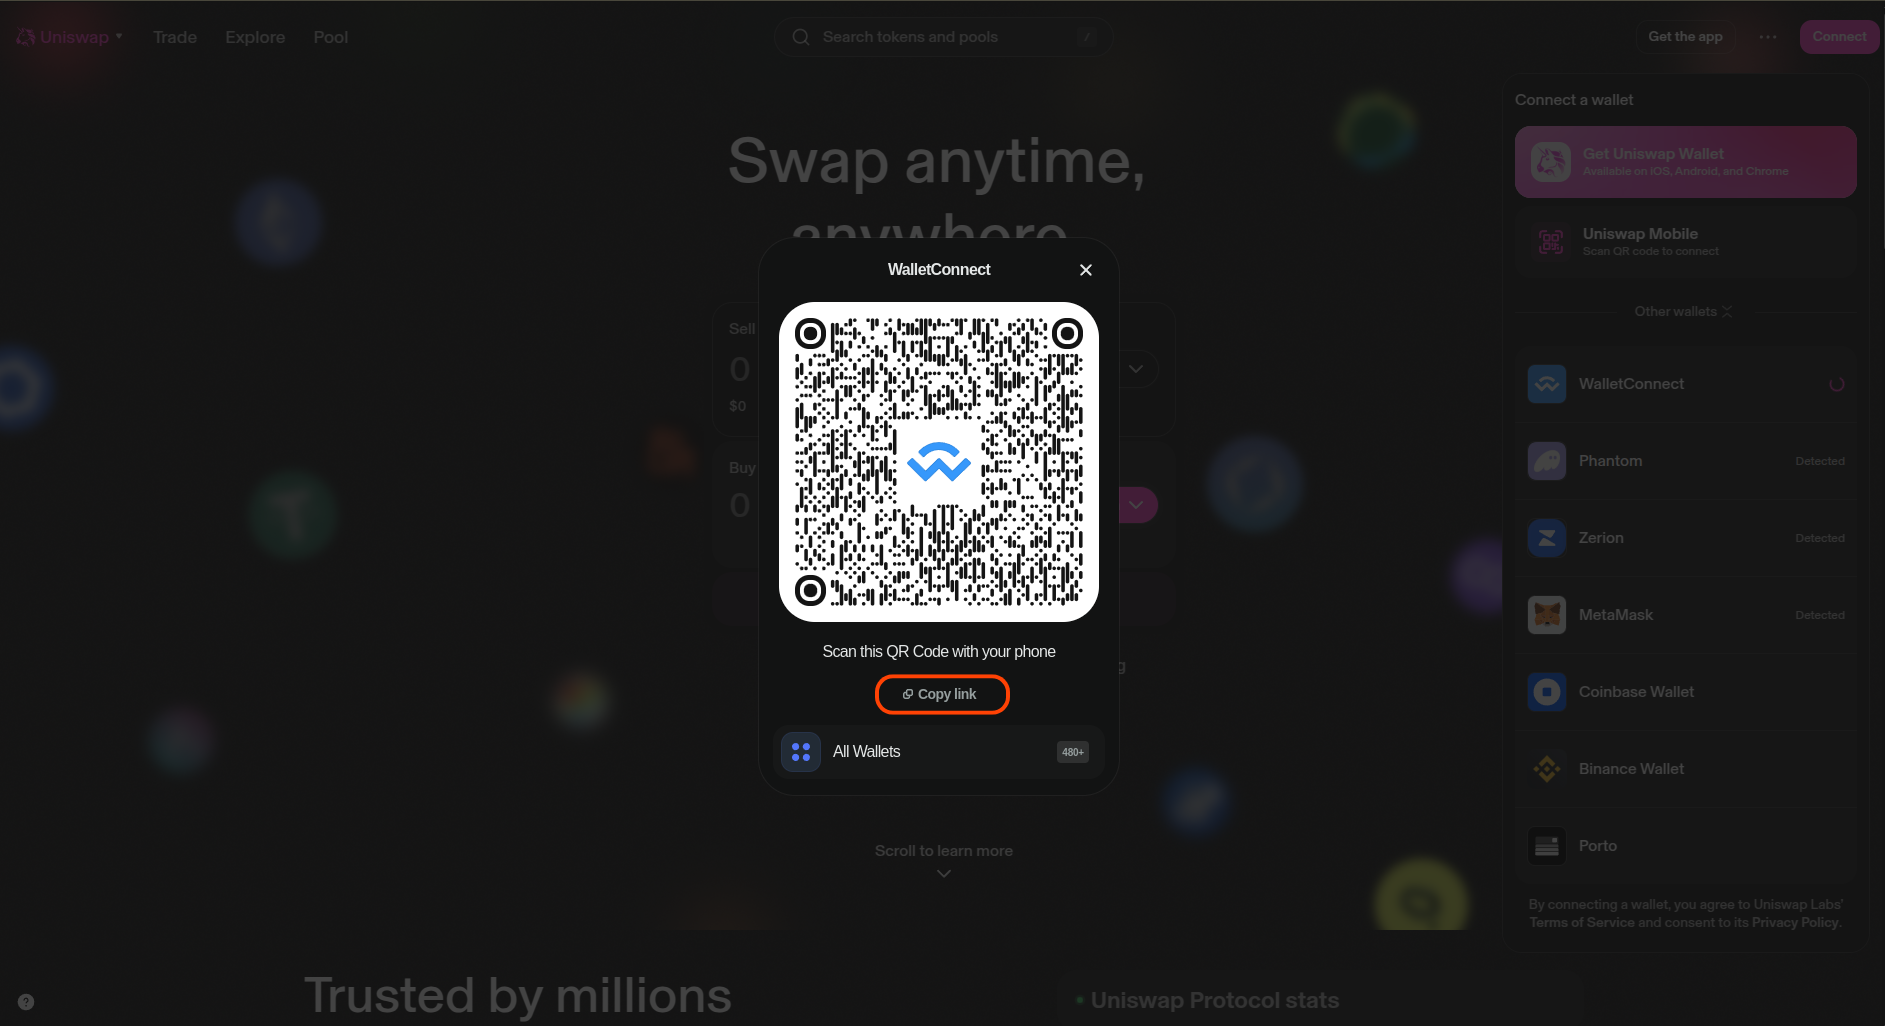 Uniswap
Trade
Explore
Pool
Search tokens and pools
/
Get the app
Connect
Swap anytime,
anywhere.
Sell
0
$0
Buy
0
WalletConnect
Scan this QR Code with your phone
Copy link
All Wallets
480+
Scroll to learn more
Connect a wallet
Get Uniswap Wallet
Available on iOS, Android, and Chrome
Uniswap Mobile
Scan QR code to connect
Other wallets
WalletConnect
Phantom
Detected
Zerion
Detected
MetaMask
Detected
Coinbase Wallet
Binance Wallet
Porto
By connecting a wallet, you agree to Uniswap Labs'
Terms of Service and consent to its Privacy Policy.
?
Trusted by millions
Uniswap Protocol stats